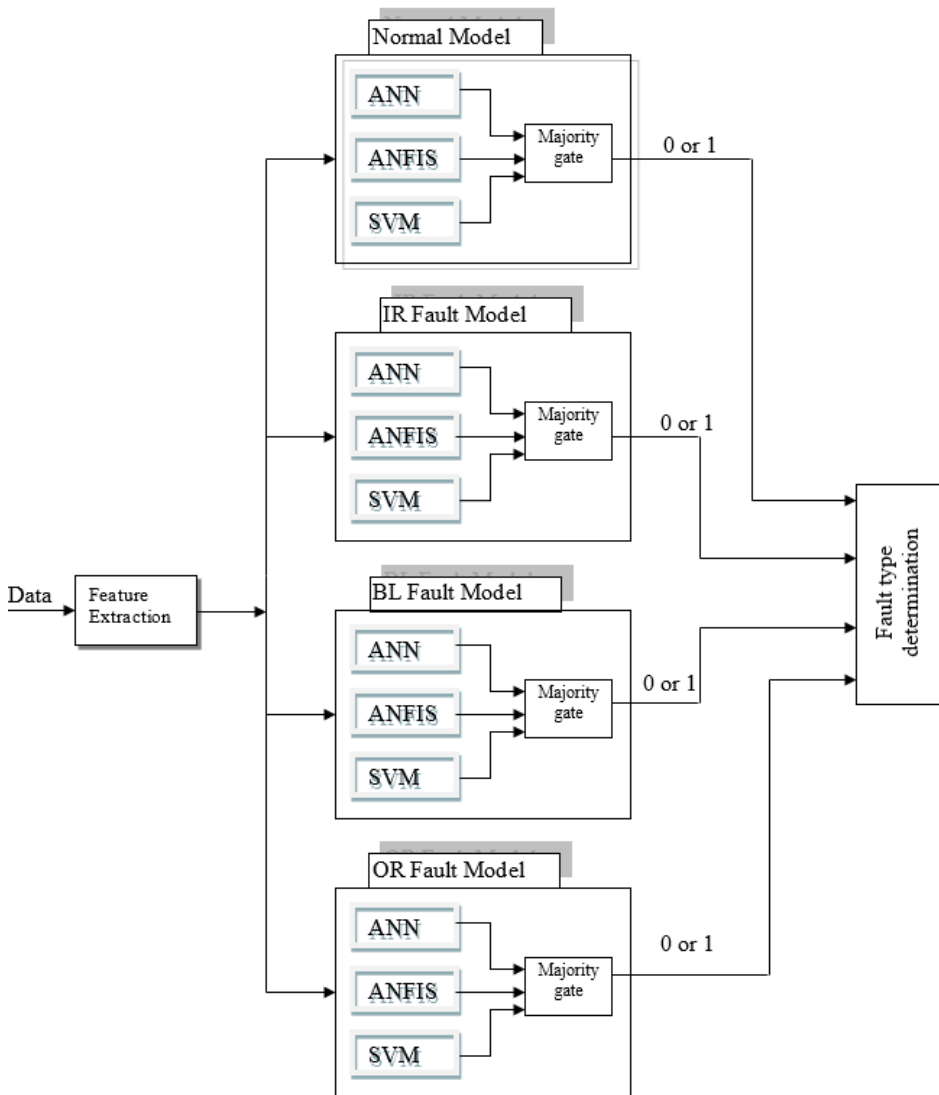 Normal Model
ANN
ANFIS
SVM
Majority
gate
0 or 1
IR Fault Model
ANN
ANFIS
SVM
Majority
gate
0 or 1
Data
Feature
Extraction
BL Fault Model
ANN
ANFIS
SVM
Majority
gate
0 or 1
OR Fault Model
ANN
ANFIS
SVM
Majority
gate
0 or 1
Fault type
determination